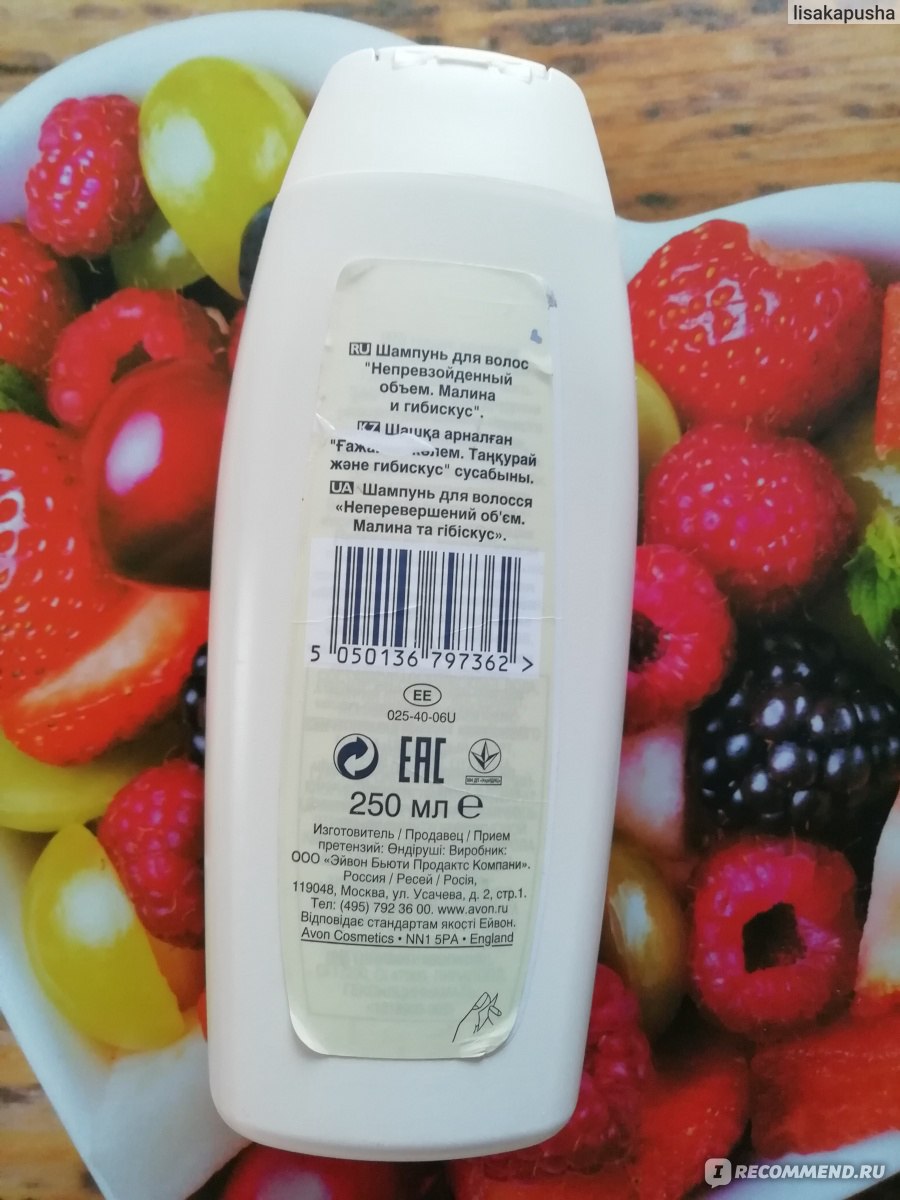 lisakapusha
RU Шампунь для волос
"Непревзойденный
объем. Малина
и гибискус".
KZ Шашқа арналған
көлем. Таңқурай
және гибискус" сусабыны.
UA Шампунь для волосся
«Неперевершений об'єм.
Малина та гібіскус».
5 050136 797362 >
EE
025-40-06U
EAC
250 мл e
Изготовитель / Продавец / Прием
претензий: Өндіруші: Виробник:
ООО «Эйвон Бьюти Продактс Компани».
Россия / Ресей / Росія,
119048, Москва, ул. Усачева, д. 2, стр.1.
Тел: (495) 792 36 00. www.avon.ru
Відповідає стандартам якості Ейвон.
Avon Cosmetics • NN1 5PA • England
IRECOMMEND.RU